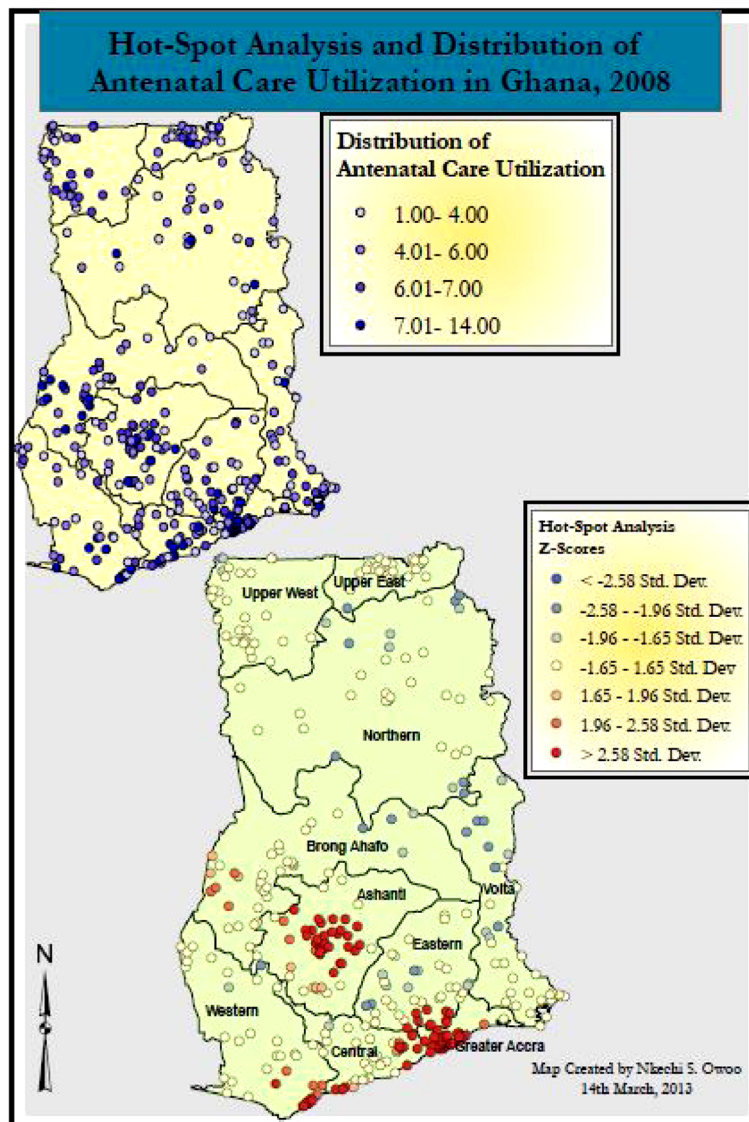 Hot-Spot Analysis and Distribution of
Antenatal Care Utilization in Ghana, 2008
Distribution of
Antenatal Care Utilization
1.00- 4.00
4.01- 6.00
6.01-7.00
7.01- 14.00
Hot-Spot Analysis
Z-Scores
< -2.58 Std. Dev.
-2.58 - -1.96 Std. Dev.
-1.96 - -1.65 Std. Dev.
-1.65 - 1.65 Std. Dev
1.65 - 1.96 Std. Dev.
1.96 - 2.58 Std. Dev.
> 2.58 Std. Dev.
Upper West
Upper East
Northern
Brong Ahafo
Ashanti
Volta
Eastern
Western
Central
Greater Accra
N
Map Created by Nkechi S. Owoo
14th March, 2013